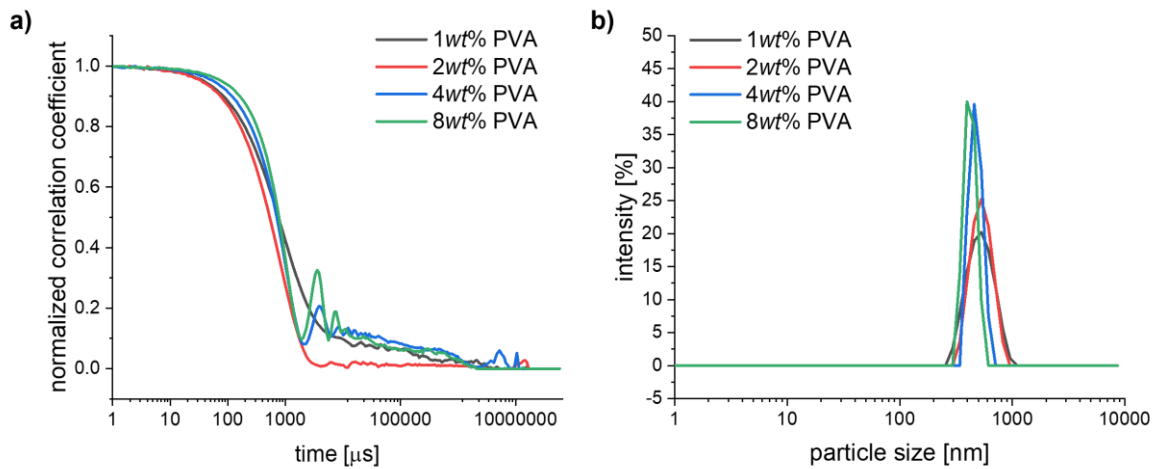 a)
1wt% PVA
2wt% PVA
4wt% PVA
8wt% PVA
1.0
0.8
0.6
0.4
0.2
0.0
normalized correlation coefficient
1 10 100 1000 100000 10000000
time [µs]
b)
1wt% PVA
2wt% PVA
4wt% PVA
8wt% PVA
50
45
40
35
30
25
20
15
10
5
0
-5
intensity [%]
1 10 100 1000 10000
particle size [nm]